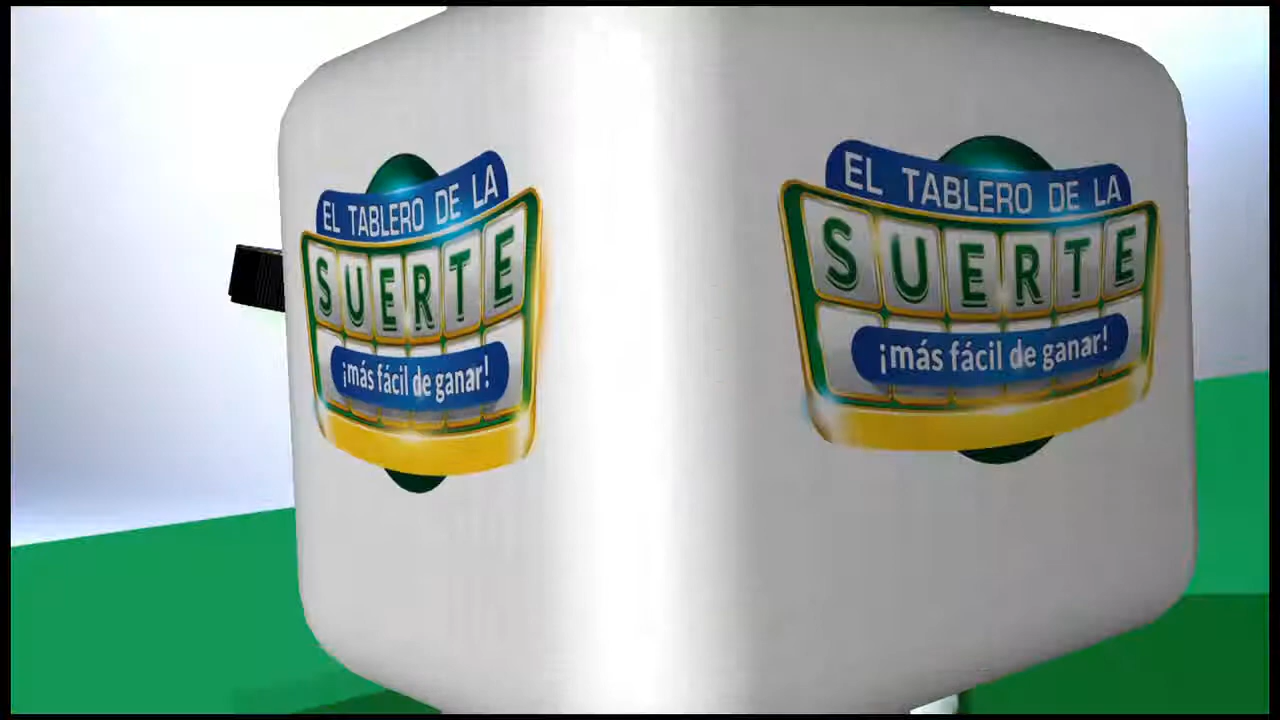 EL TABLERO DE LA
SUERTE
¡más fácil de ganar!
EL TABLERO DE LA
SUERTE
¡más fácil de ganar!